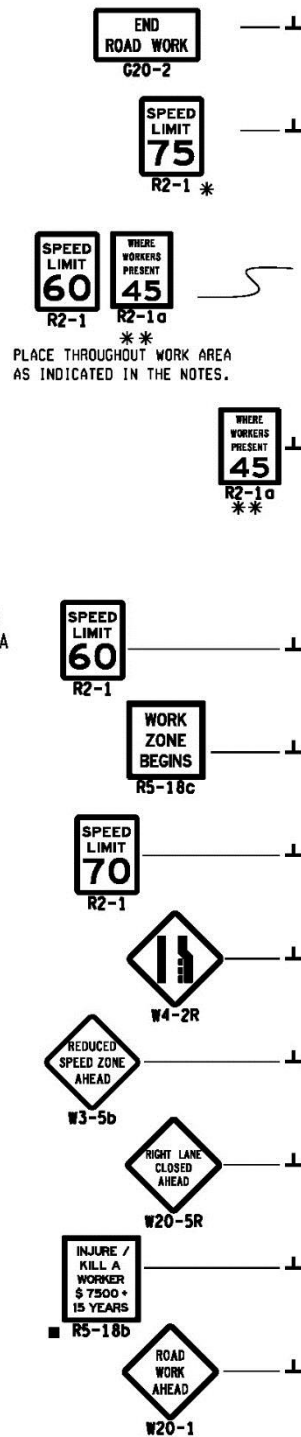 END
ROAD WORK
G20-2
SPEED
LIMIT
75
R2-1 *
SPEED
LIMIT
60
R2-1
WHERE
WORKERS
PRESENT
45
R2-1a
**
PLACE THROUGHOUT WORK AREA
AS INDICATED IN THE NOTES.
WHERE
WORKERS
PRESENT
45
R2-1a
**
A
SPEED
LIMIT
60
R2-1
WORK
ZONE
BEGINS
R5-18c
SPEED
LIMIT
70
R2-1
W4-2R
REDUCED
SPEED ZONE
AHEAD
W3-5b
RIGHT LANE
CLOSED
AHEAD
W20-5R
INJURE /
KILL A
WORKER
$ 7500 +
15 YEARS
■ R5-18b
ROAD
WORK
AHEAD
W20-1